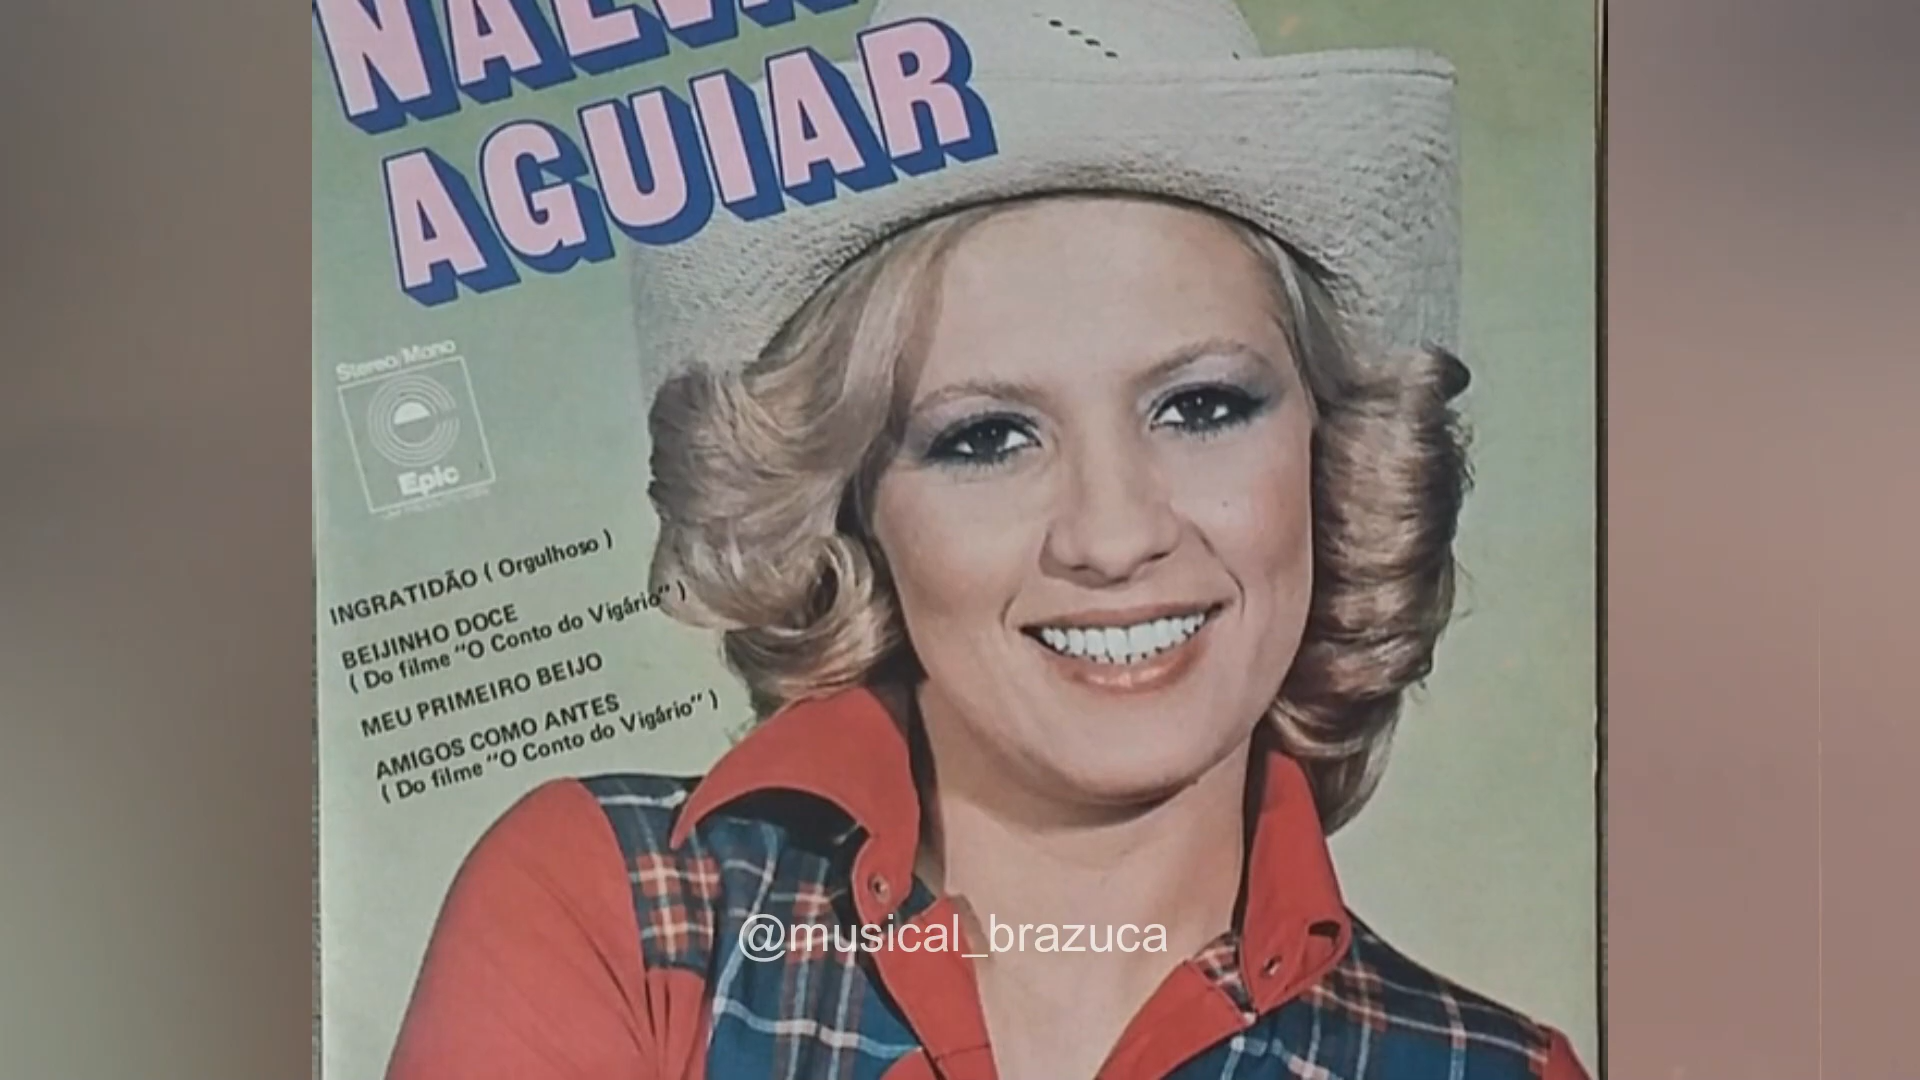 NALVA
AGUIAR
Stereo/Mono
Epic
INGRATIDÃO ( Orgulhoso )
BEIJINHO DOCE
( Do filme "O Conto do Vigário" )
MEU PRIMEIRO BEIJO
AMIGOS COMO ANTES
( Do filme "O Conto do Vigário" )
@musical_brazuca